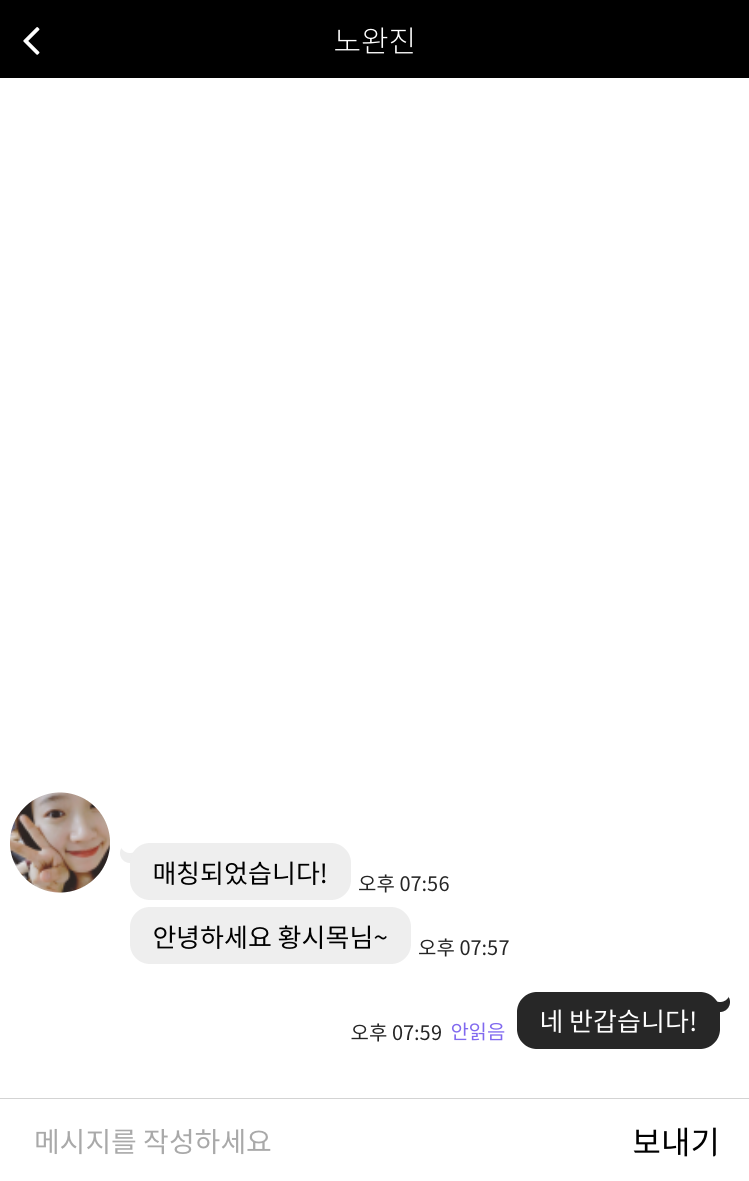 노완진
매칭되었습니다! 오후 07:56
안녕하세요 황시목님~ 오후 07:57
오후 07:59 안읽음 네 반갑습니다!
메시지를 작성하세요 보내기